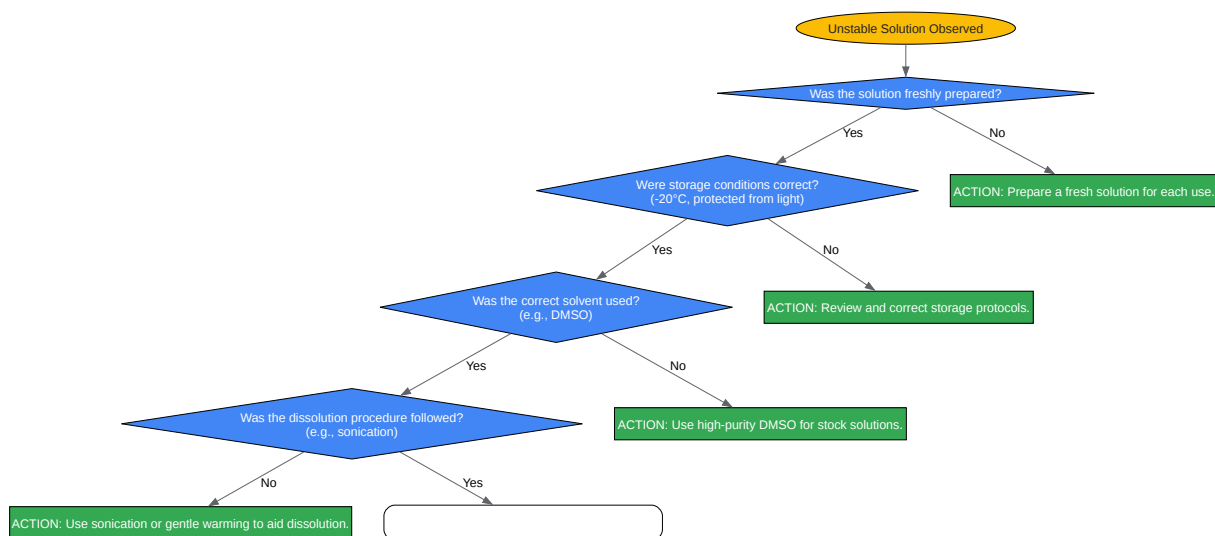 Unstable Solution Observed
Was the solution freshly prepared?
Yes
No
Were storage conditions correct?
(-20°C, protected from light)
ACTION: Prepare a fresh solution for each use.
Yes
No
Was the correct solvent used?
(e.g., DMSO)
ACTION: Review and correct storage protocols.
Yes
No
Was the dissolution procedure followed?
(e.g., sonication)
ACTION: Use high-purity DMSO for stock solutions.
No
Yes
ACTION: Use sonication or gentle warming to aid dissolution.